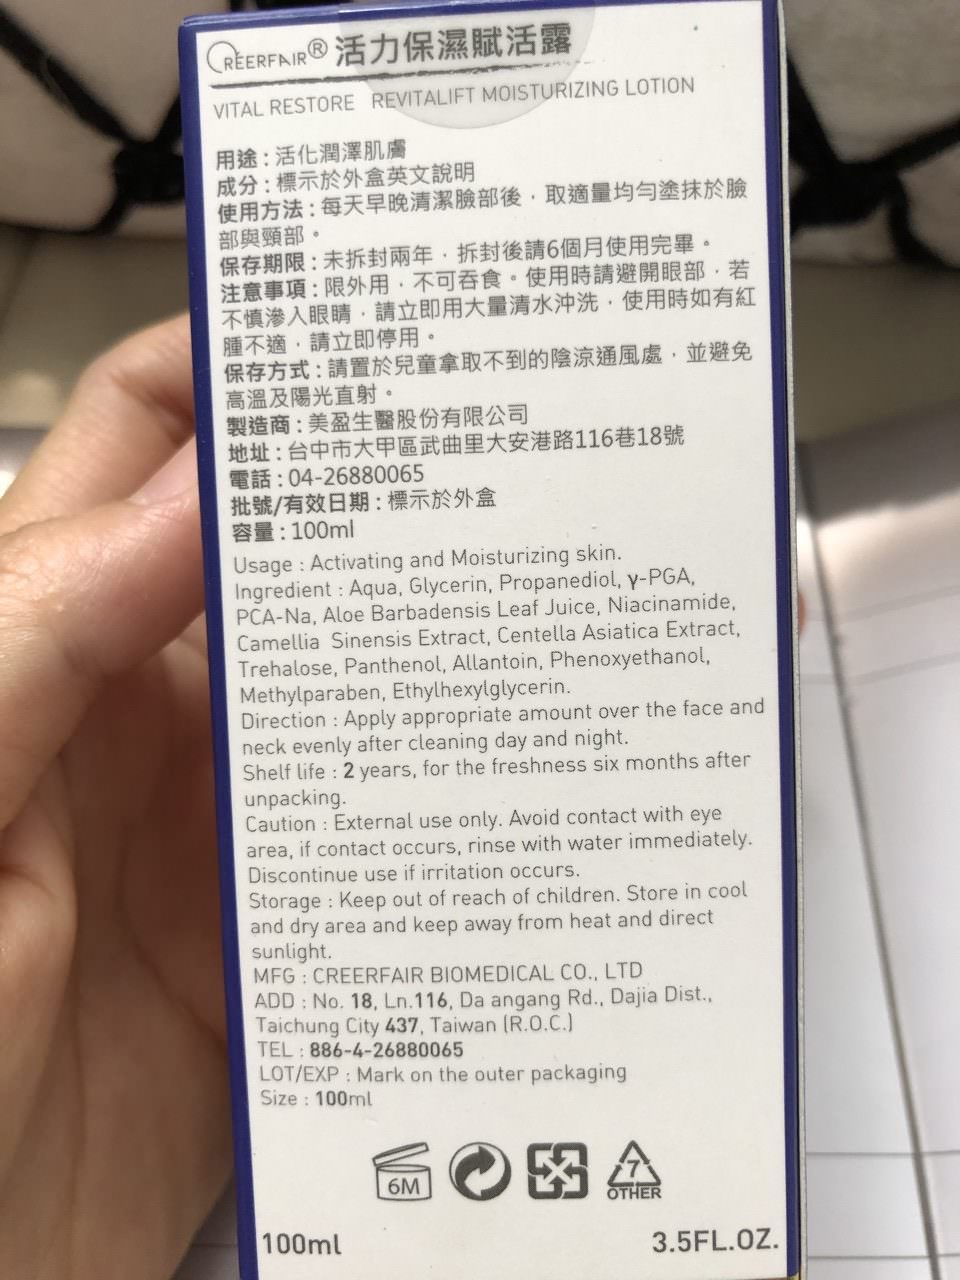 CREERFAIR® 活力保濕賦活露
VITAL RESTORE REVITALIFT MOISTURIZING LOTION
用途：活化潤澤肌膚
成分：標示於外盒英文說明
使用方法：每天早晚清潔臉部後，取適量均勻塗抹於臉
部與頸部。
保存期限：未拆封兩年，拆封後請6個月使用完畢。
注意事項：限外用，不可吞食。使用時請避開眼部，若
不慎滲入眼睛，請立即用大量清水沖洗，使用時如有紅
腫不適，請立即停用。
保存方式：請置於兒童拿取不到的陰涼通風處，並避免
高溫及陽光直射。
製造商：美盈生醫股份有限公司
地址：台中市大甲區武曲里大安港路116巷18號
電話：04-26880065
批號/有效日期：標示於外盒
容量：100ml
Usage : Activating and Moisturizing skin.
Ingredient : Aqua, Glycerin, Propanediol, γ-PGA,
PCA-Na, Aloe Barbadensis Leaf Juice, Niacinamide,
Camellia Sinensis Extract, Centella Asiatica Extract,
Trehalose, Panthenol, Allantoin, Phenoxyethanol,
Methylparaben, Ethylhexylglycerin.
Direction : Apply appropriate amount over the face and
neck evenly after cleaning day and night.
Shelf life : 2 years, for the freshness six months after
unpacking.
Caution : External use only. Avoid contact with eye
area, if contact occurs, rinse with water immediately.
Discontinue use if irritation occurs.
Storage : Keep out of reach of children. Store in cool
and dry area and keep away from heat and direct
sunlight.
MFG : CREERFAIR BIOMEDICAL CO., LTD
ADD : No. 18, Ln.116, Da angang Rd., Dajia Dist.,
Taichung City 437, Taiwan (R.O.C.)
TEL : 886-4-26880065
LOT/EXP : Mark on the outer packaging
Size : 100ml
6M
7
OTHER
100ml 3.5FL.OZ.